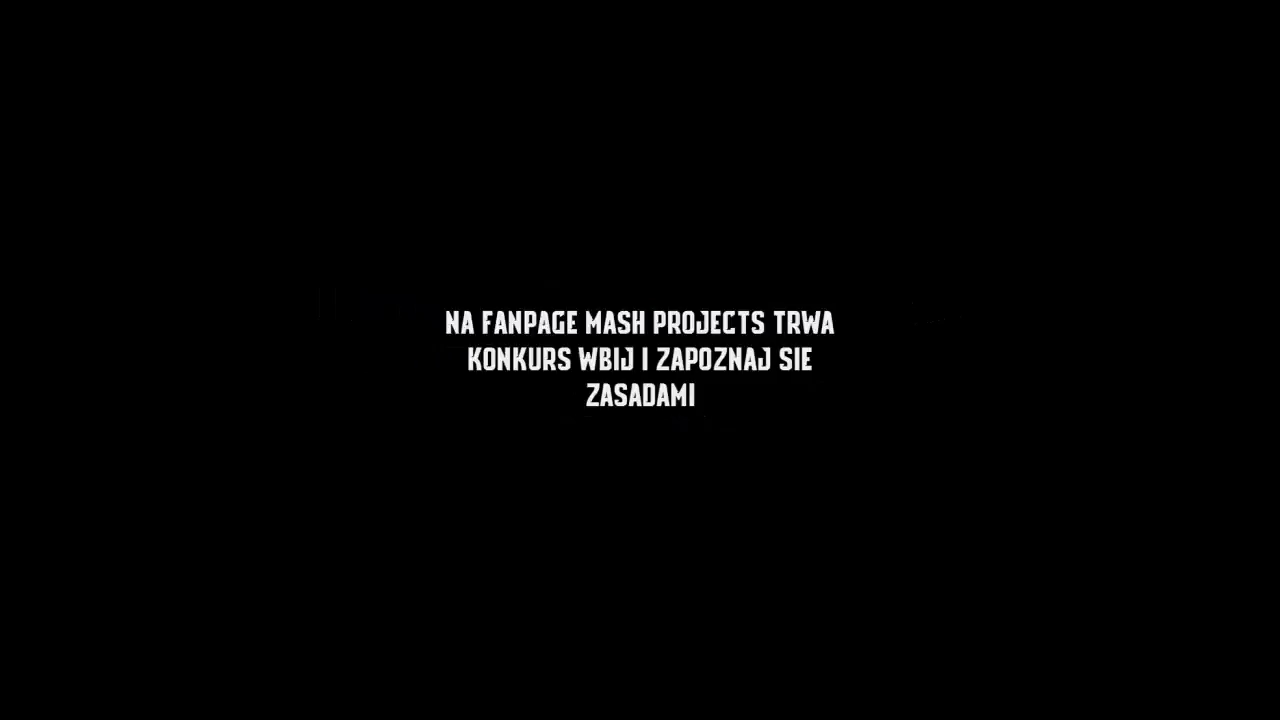 NA FANPAGE MASH PROJECTS TRWA
KONKURS WBIJ I ZAPOZNAJ SIE
ZASADAMI